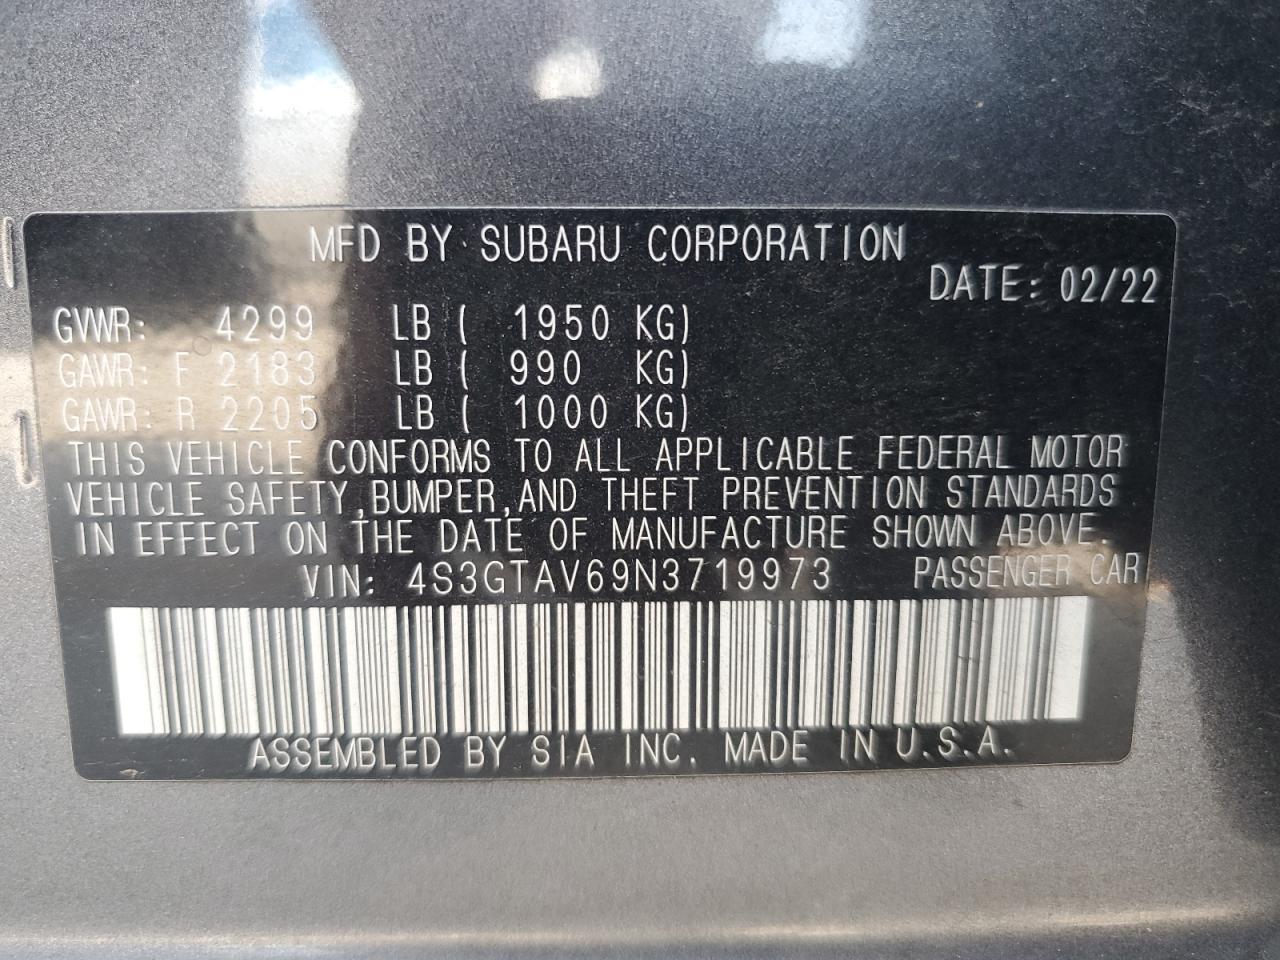 MFD BY SUBARU CORPORATION
DATE: 02/22
GVWR: 4299 LB ( 1950 KG)
GAWR: F 2183 LB ( 990 KG)
GAWR: R 2205 LB ( 1000 KG)
THIS VEHICLE CONFORMS TO ALL APPLICABLE FEDERAL MOTOR
VEHICLE SAFETY,BUMPER,AND THEFT PREVENTION STANDARDS
IN EFFECT ON THE DATE OF MANUFACTURE SHOWN ABOVE.
VIN: 4S3GTAV69N3719973 PASSENGER CAR
ASSEMBLED BY SIA INC. MADE IN U.S.A.